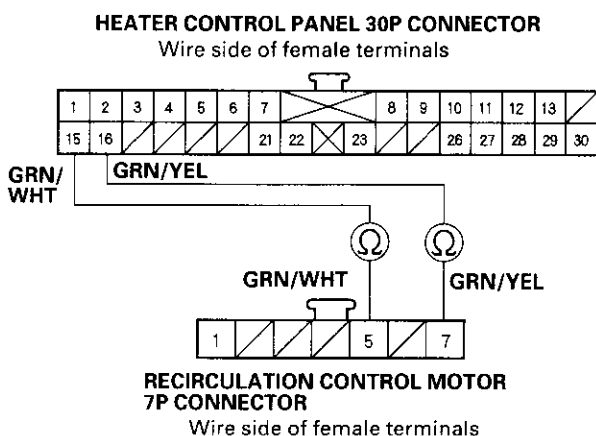 HEATER CONTROL PANEL 30P CONNECTOR
Wire side of female terminals
1 2 3 4 5 6 7 8 9 10 11 12 13
15 16 21 22 23 26 27 28 29 30
GRN/
WHT
GRN/YEL
Ω Ω
GRN/WHT
GRN/YEL
1 5 7
RECIRCULATION CONTROL MOTOR
7P CONNECTOR
Wire side of female terminals